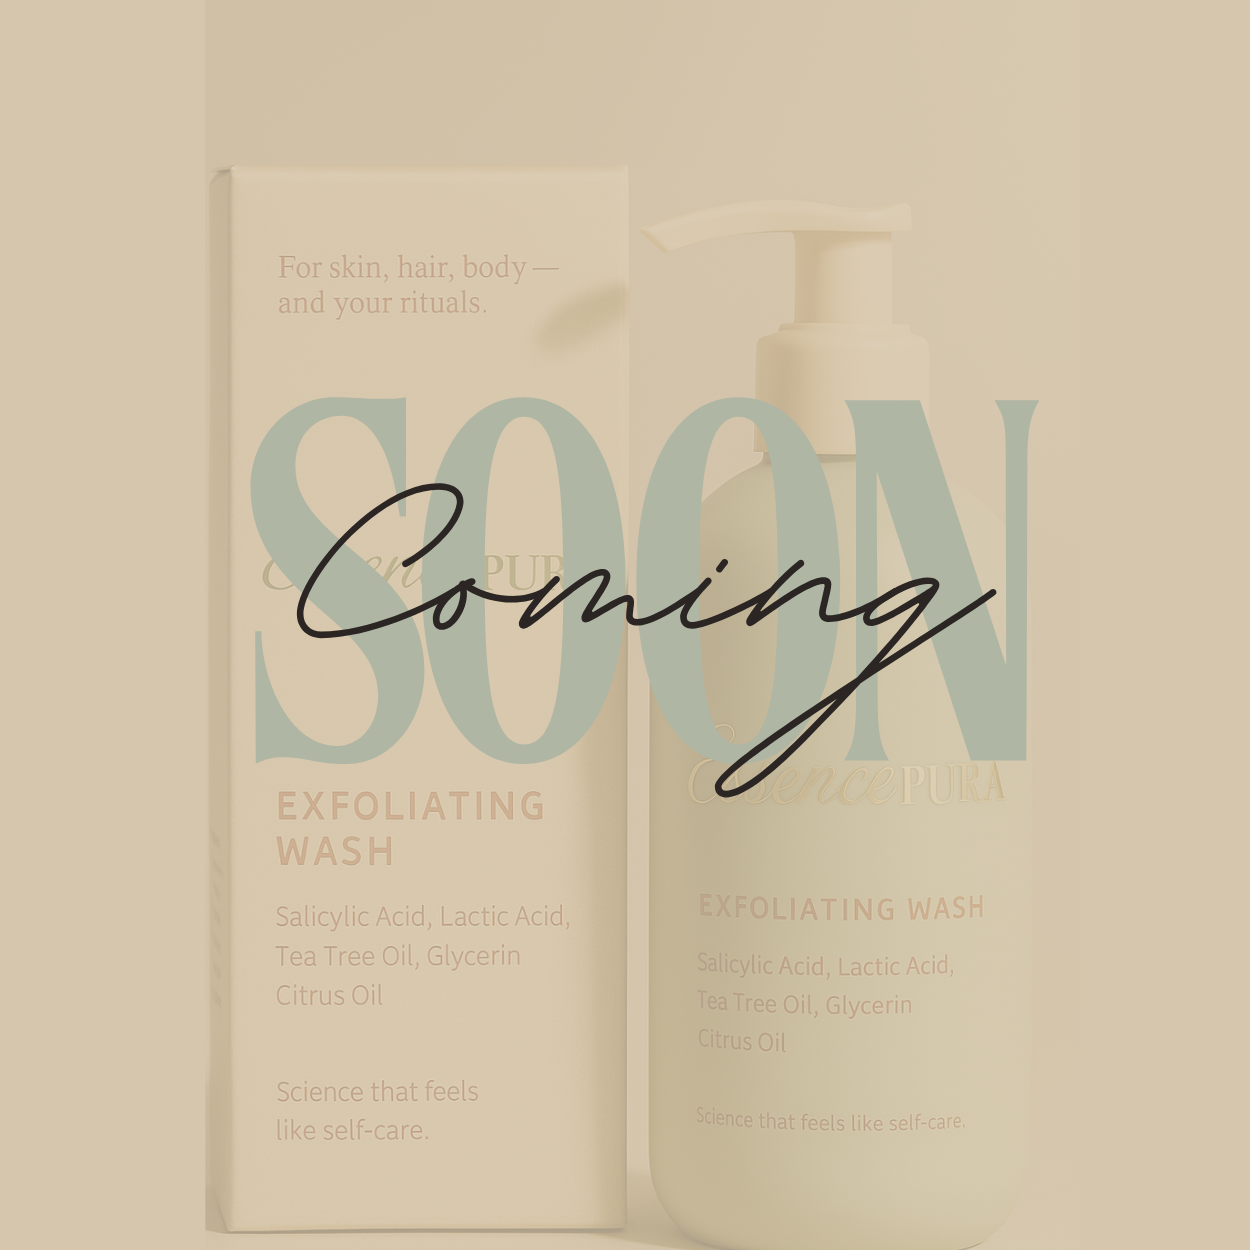 For skin, hair, body —
and your rituals.
SOON
Coming
EXFOLIATING
WASH
Salicylic Acid, Lactic Acid,
Tea Tree Oil, Glycerin
Citrus Oil
Science that feels
like self-care.
Essence PURA
EXFOLIATING WASH
Salicylic Acid, Lactic Acid,
Tea Tree Oil, Glycerin
Citrus Oil
Science that feels like self-care.